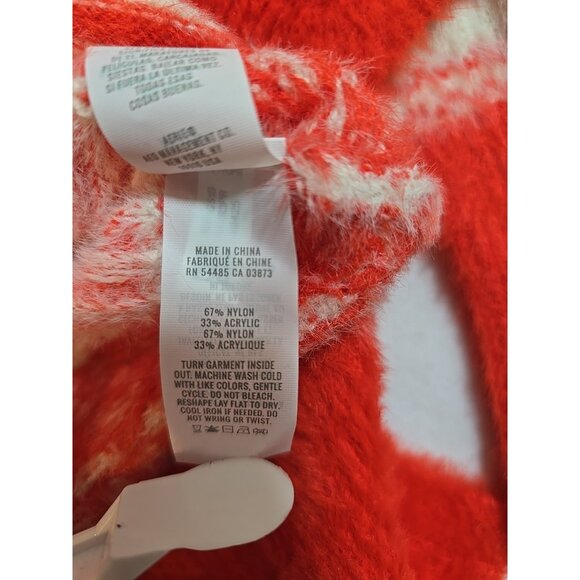 PELÍCULAS, CARCAJADAS,
SIESTAS, BAILAR COMO
SI FUERA LA ÚLTIMA VEZ.
TODAS ESAS
COSAS BUENAS.
AERIE®
AEO MANAGEMENT CO.
NEW YORK, NY
USA
MADE IN CHINA
FABRIQUÉ EN CHINE
RN 54485 CA 03873
67% NYLON
33% ACRYLIC
67% NYLON
33% ACRYLIQUE
TURN GARMENT INSIDE
OUT. MACHINE WASH COLD
WITH LIKE COLORS, GENTLE
CYCLE. DO NOT BLEACH.
RESHAPE LAY FLAT TO DRY.
COOL IRON IF NEEDED. DO
NOT WRING OR TWIST.